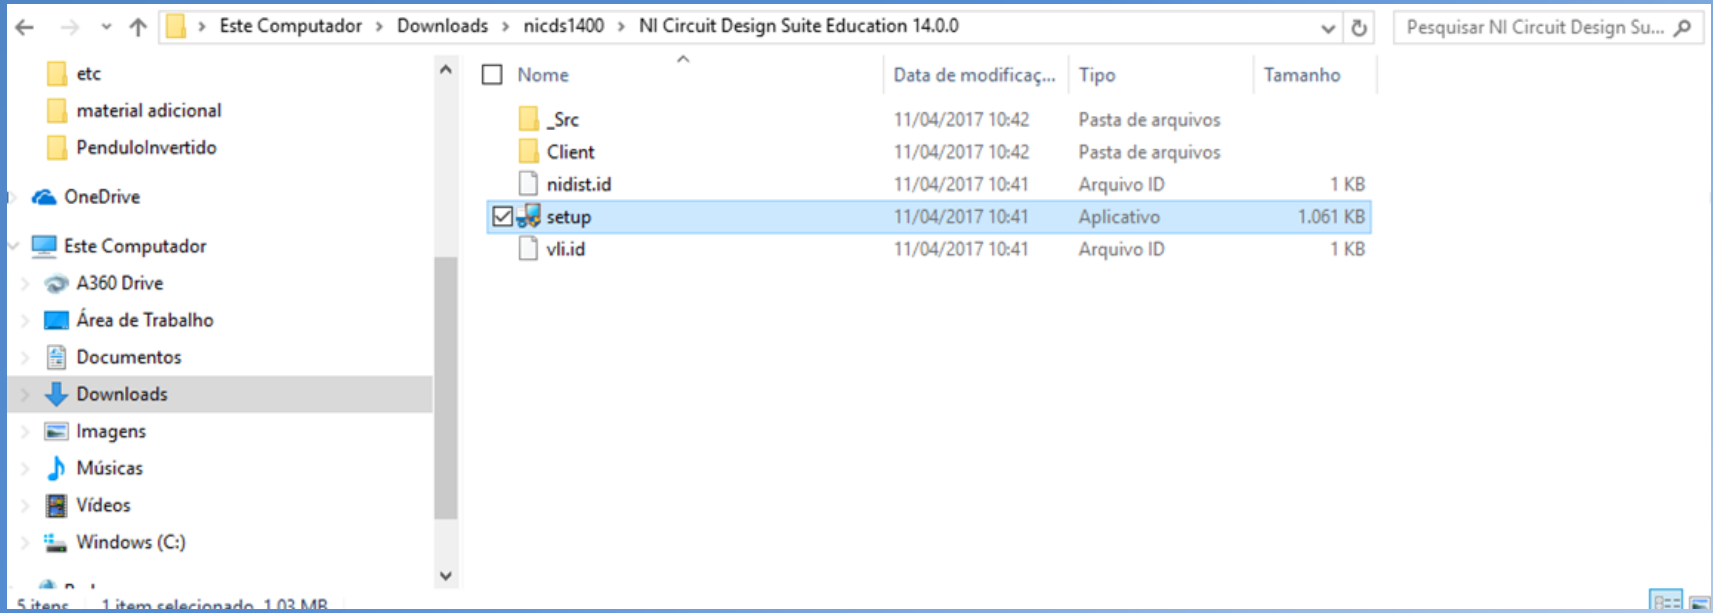 Este Computador > Downloads > nicds1400 > NI Circuit Design Suite Education 14.0.0
Pesquisar NI Circuit Design Su...
etc
material adicional
PenduloInvertido
OneDrive
Este Computador
A360 Drive
Área de Trabalho
Documentos
Downloads
Imagens
Músicas
Vídeos
Windows (C:)
Nome Data de modificaç... Tipo Tamanho
_Src 11/04/2017 10:42 Pasta de arquivos
Client 11/04/2017 10:42 Pasta de arquivos
nidist.id 11/04/2017 10:41 Arquivo ID 1 KB
setup 11/04/2017 10:41 Aplicativo 1.061 KB
vli.id 11/04/2017 10:41 Arquivo ID 1 KB
5 itens 1 item selecionado 1,03 MB